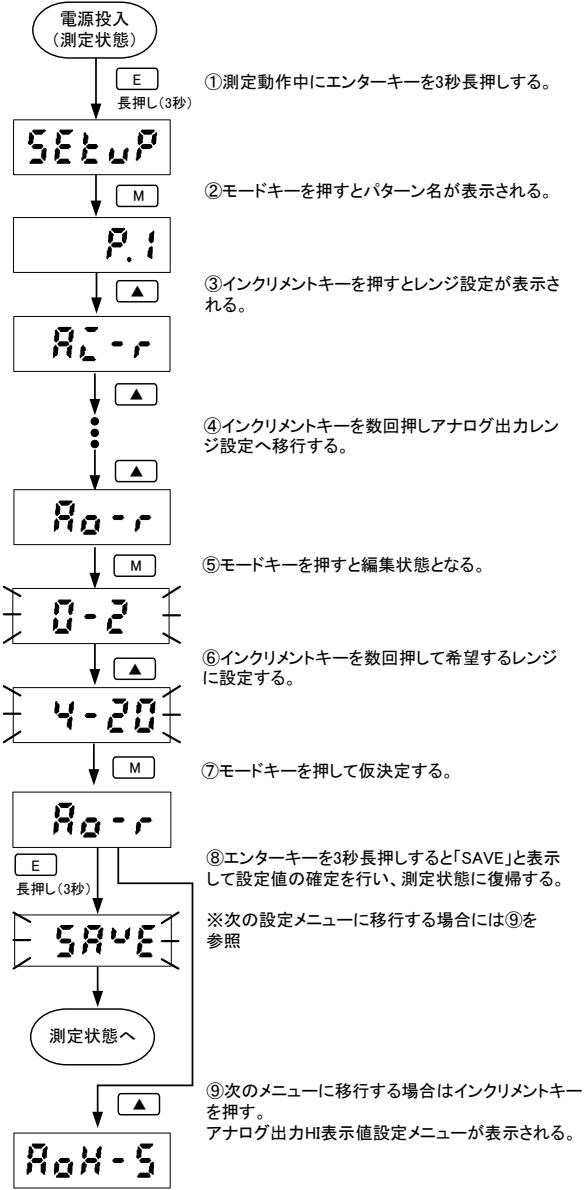 電源投入
(測定状態)
E
長押し(3秒)
①測定動作中にエンターキーを3秒長押しする。
SEtuP
M
②モードキーを押すとパターン名が表示される。
P.1
▲
③インクリメントキーを押すとレンジ設定が表示さ
れる。
Ai-r
▲
④インクリメントキーを数回押しアナログ出力レン
ジ設定へ移行する。
▲
Ao-r
M
⑤モードキーを押すと編集状態となる。
0-2
▲
⑥インクリメントキーを数回押して希望するレンジ
に設定する。
4-20
M
⑦モードキーを押して仮決定する。
Ao-r
E
長押し(3秒)
⑧エンターキーを3秒長押しすると「SAVE」と表示
して設定値の確定を行い、測定状態に復帰する。
※次の設定メニューに移行する場合には⑨を
参照
SAvE
測定状態へ
▲
⑨次のメニューに移行する場合はインクリメントキー
を押す。
アナログ出力HI表示値設定メニューが表示される。
AoH-S